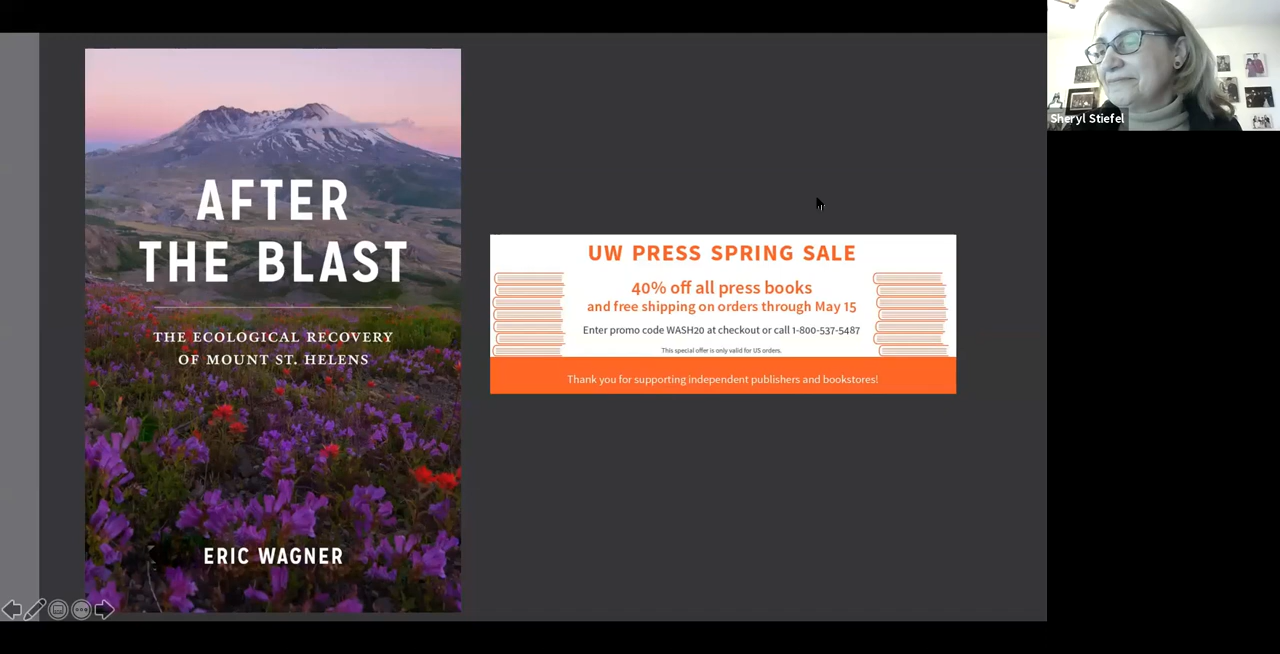 AFTER
THE BLAST
THE ECOLOGICAL RECOVERY
OF MOUNT ST. HELENS
ERIC WAGNER
UW PRESS SPRING SALE
40% off all press books
and free shipping on orders through May 15
Enter promo code WASH20 at checkout or call 1-800-537-5487
This special offer is only valid for US orders.
Thank you for supporting independent publishers and bookstores!
Sheryl Stiefel